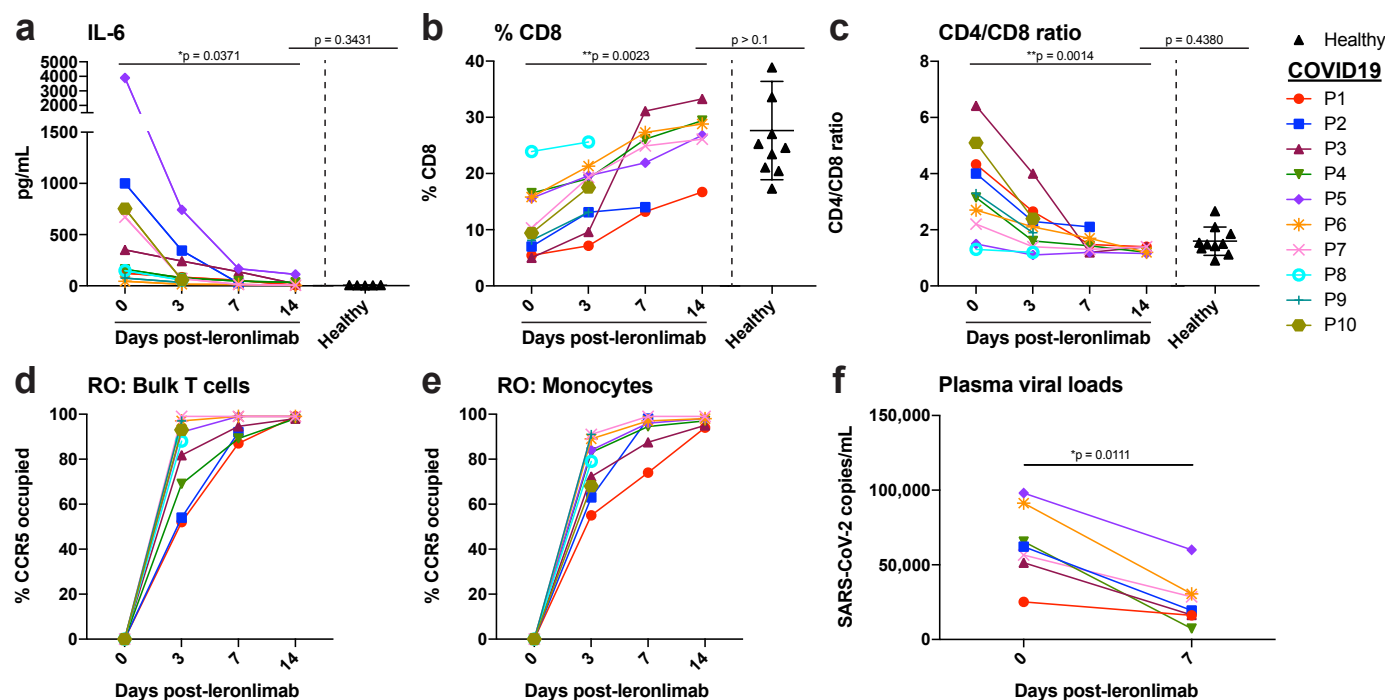 a IL-6
p = 0.3431
*p = 0.0371
5000
4000
3000
2000
1500
1000
500
0
pg/mL
0 3 7 14 Healthy
Days post-leronlimab
b % CD8
p > 0.1
**p = 0.0023
40
30
20
10
0
% CD8
0 3 7 14 Healthy
Days post-leronlimab
c CD4/CD8 ratio
p = 0.4380
**p = 0.0014
8
6
4
2
0
CD4/CD8 ratio
0 3 7 14 Healthy
Days post-leronlimab
Healthy
COVID19
P1
P2
P3
P4
P5
P6
P7
P8
P9
P10
d RO: Bulk T cells
100
80
60
40
20
0
% CCR5 occupied
0 3 7 14
Days post-leronlimab
e RO: Monocytes
100
80
60
40
20
0
% CCR5 occupied
0 3 7 14
Days post-leronlimab
f Plasma viral loads
*p = 0.0111
150,000
100,000
50,000
0
SARS-CoV-2 copies/mL
0 7
Days post-leronlimab